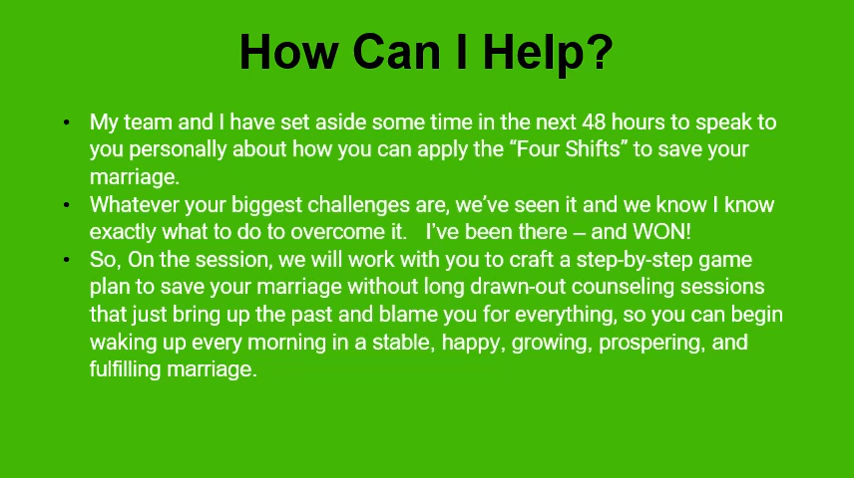 How Can I Help?
• My team and I have set aside some time in the next 48 hours to speak to
you personally about how you can apply the “Four Shifts” to save your
marriage.
• Whatever your biggest challenges are, we’ve seen it and we know I know
exactly what to do to overcome it.   I’ve been there – and WON!
• So, On the session, we will work with you to craft a step-by-step game
plan to save your marriage without long drawn-out counseling sessions
that just bring up the past and blame you for everything, so you can begin
waking up every morning in a stable, happy, growing, prospering, and
fulfilling marriage.